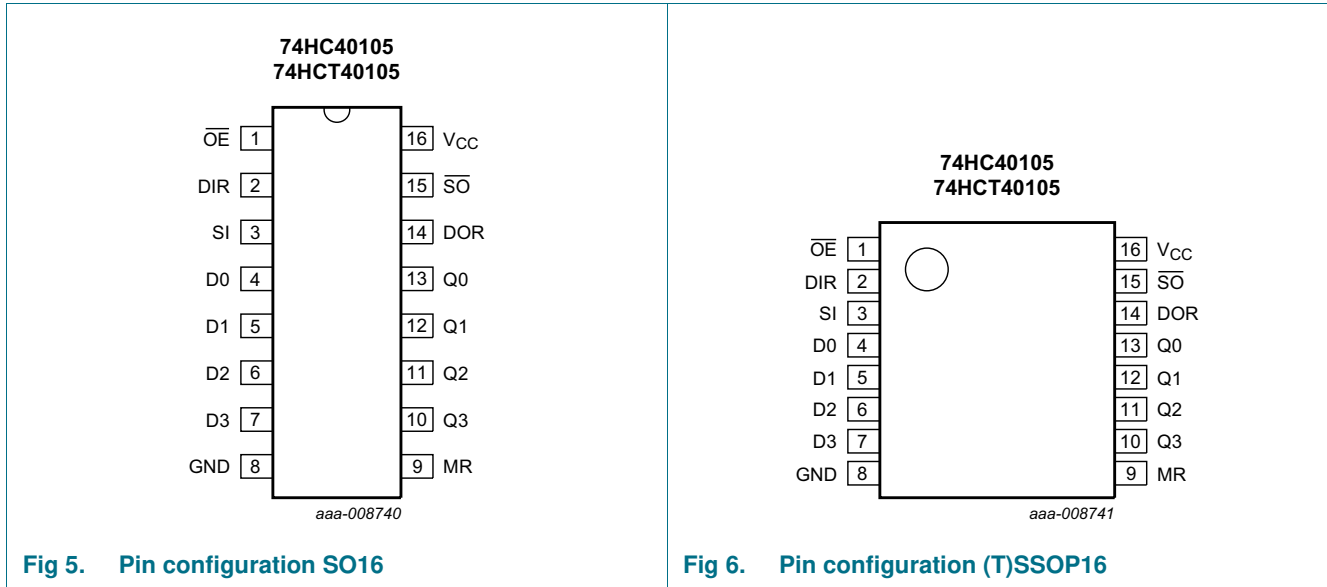 74HC40105
74HCT40105
O̅E̅ 1 16 VCC
DIR 2 15 S̅O̅
SI 3 14 DOR
D0 4 13 Q0
D1 5 12 Q1
D2 6 11 Q2
D3 7 10 Q3
GND 8 9 MR
aaa-008740
Fig 5. Pin configuration SO16
74HC40105
74HCT40105
O̅E̅ 1 16 VCC
DIR 2 15 S̅O̅
SI 3 14 DOR
D0 4 13 Q0
D1 5 12 Q1
D2 6 11 Q2
D3 7 10 Q3
GND 8 9 MR
aaa-008741
Fig 6. Pin configuration (T)SSOP16